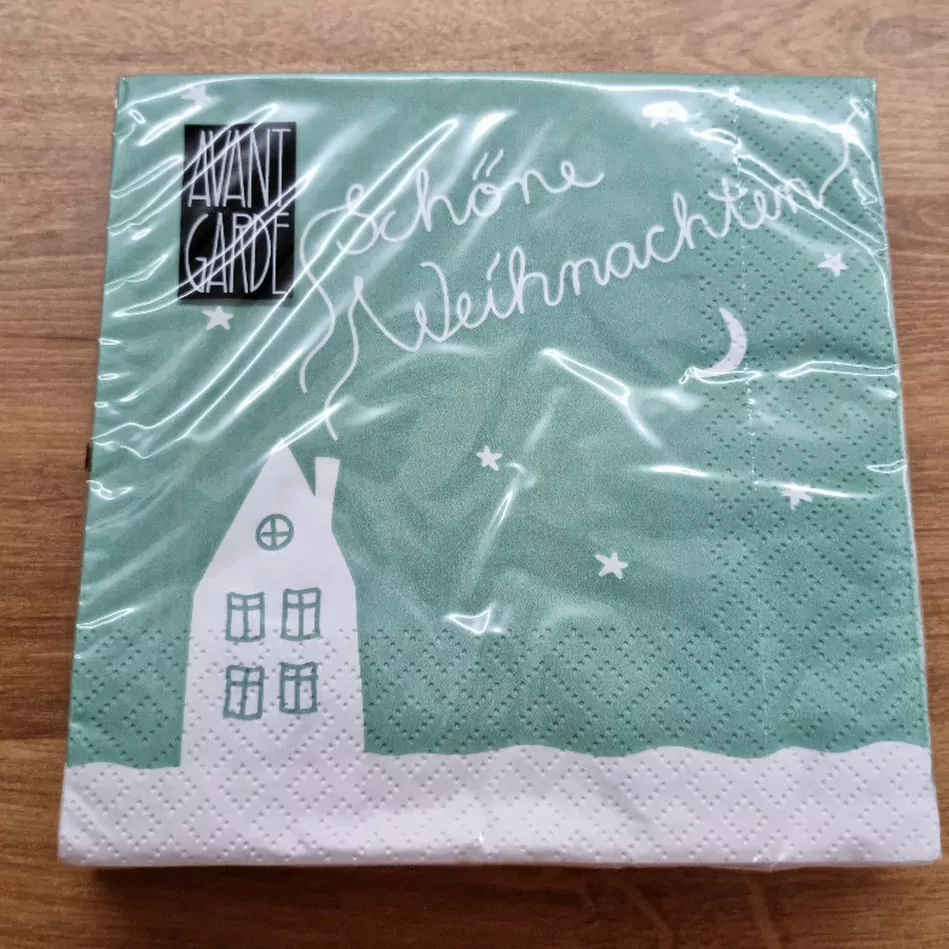 AVANT
GARDE
Schöne
Weihnachten